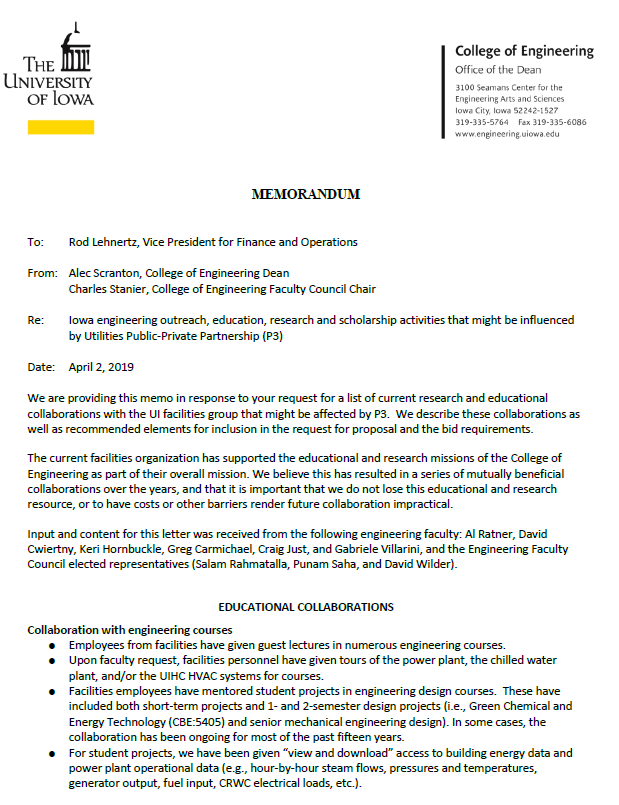 THE
UNIVERSITY
OF IOWA
College of Engineering
Office of the Dean
3100 Seamans Center for the
Engineering Arts and Sciences
Iowa City, Iowa 52242-1527
319-335-5764 Fax 319-335-6086
www.engineering.uiowa.edu
MEMORANDUM
To: Rod Lehnertz, Vice President for Finance and Operations
From: Alec Scranton, College of Engineering Dean
Charles Stanier, College of Engineering Faculty Council Chair
Re: Iowa engineering outreach, education, research and scholarship activities that might be influenced
by Utilities Public-Private Partnership (P3)
Date: April 2, 2019
We are providing this memo in response to your request for a list of current research and educational
collaborations with the UI facilities group that might be affected by P3. We describe these collaborations as
well as recommended elements for inclusion in the request for proposal and the bid requirements.
The current facilities organization has supported the educational and research missions of the College of
Engineering as part of their overall mission. We believe this has resulted in a series of mutually beneficial
collaborations over the years, and that it is important that we do not lose this educational and research
resource, or to have costs or other barriers render future collaboration impractical.
Input and content for this letter was received from the following engineering faculty: Al Ratner, David
Cwiertny, Keri Hornbuckle, Greg Carmichael, Craig Just, and Gabriele Villarini, and the Engineering Faculty
Council elected representatives (Salam Rahmatalla, Punam Saha, and David Wilder).
EDUCATIONAL COLLABORATIONS
Collaboration with engineering courses
● Employees from facilities have given guest lectures in numerous engineering courses.
● Upon faculty request, facilities personnel have given tours of the power plant, the chilled water
plant, and/or the UIHC HVAC systems for courses.
● Facilities employees have mentored student projects in engineering design courses. These have
included both short-term projects and 1- and 2-semester design projects (i.e., Green Chemical and
Energy Technology (CBE:5405) and senior mechanical engineering design). In some cases, the
collaboration has been ongoing for most of the past fifteen years.
● For student projects, we have been given “view and download” access to building energy data and
power plant operational data (e.g., hour-by-hour steam flows, pressures and temperatures,
generator output, fuel input, CRWC electrical loads, etc.).